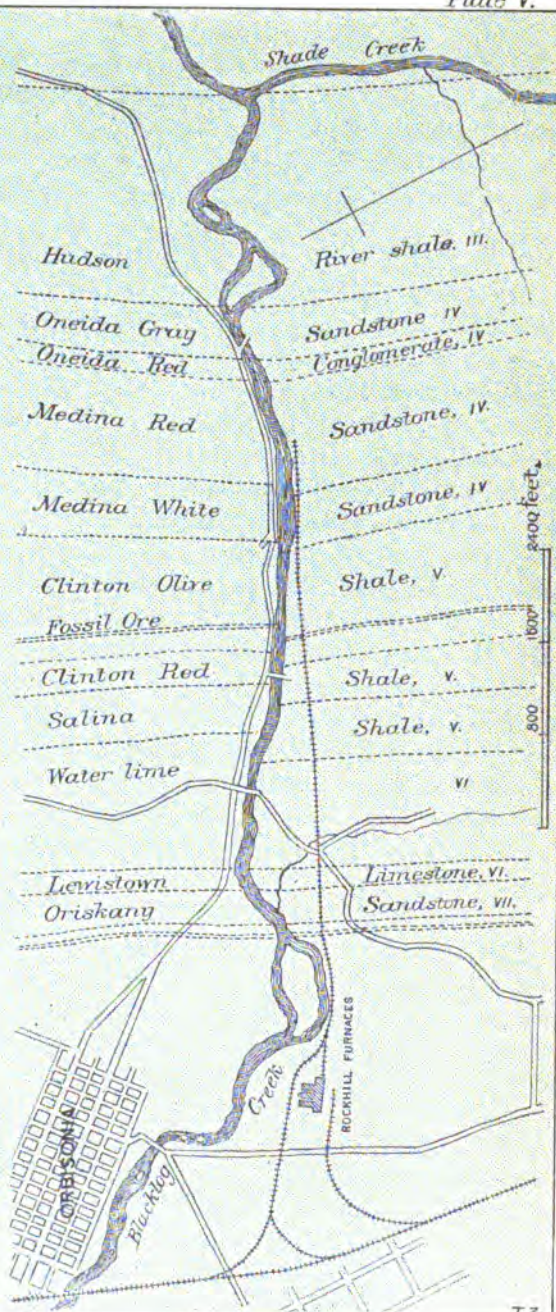 Plate V.
Shade Creek
Hudson River shale. III.
Oneida Gray Sandstone IV
Oneida Red Conglomerate, IV
Medina Red Sandstone, IV.
Medina White Sandstone, IV
2400 feet.
Clinton Olive Shale, V.
Fossil Ore
1600
Clinton Red Shale, V.
Salina Shale, V.
800
Water lime VI
Lewistown Limestone, VI.
Oriskany Sandstone, VII.
ROCKHILL FURNACES
ORBISONIA
Blacklog Creek